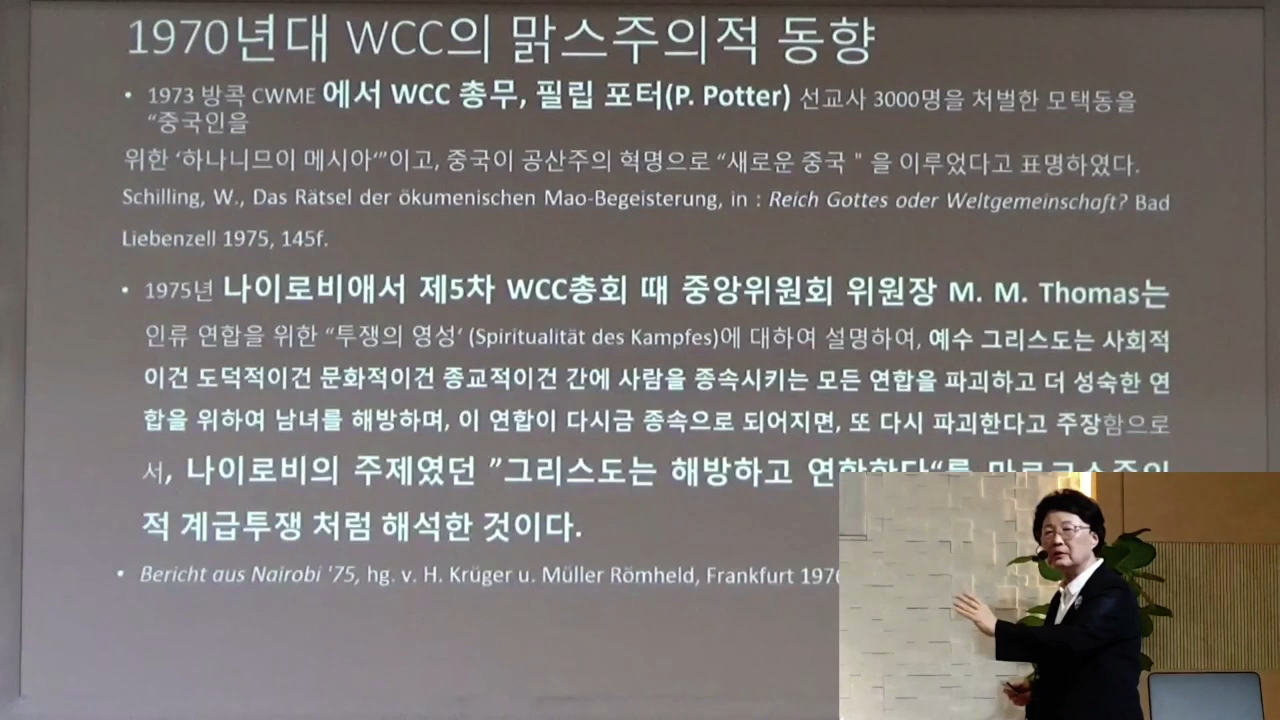 1970년대 WCC의 맑스주의적 동향
• 1973 방콕 CWME 에서 WCC 총무, 필립 포터(P. Potter) 선교사 3000명을 처벌한 모택동을
“중국인을
위한 ‘하나니므이 메시아’”이고, 중국이 공산주의 혁명으로 “새로운 중국 " 을 이루었다고 표명하였다.
Schilling, W., Das Rätsel der ökumenischen Mao-Begeisterung, in : Reich Gottes oder Weltgemeinschaft? Bad
Liebenzell 1975, 145f.
• 1975년 나이로비애서 제5차 WCC총회 때 중앙위원회 위원장 M. M. Thomas는
인류 연합을 위한 “투쟁의 영성‘ (Spiritualität des Kampfes)에 대하여 설명하여, 예수 그리스도는 사회적
이건 도덕적이건 문화적이건 종교적이건 간에 사람을 종속시키는 모든 연합을 파괴하고 더 성숙한 연
합을 위하여 남녀를 해방하며, 이 연합이 다시금 종속으로 되어지면, 또 다시 파괴한다고 주장함으로
서, 나이로비의 주제였던 ”그리스도는 해방하고 연합한다“를 마르크스주의
적 계급투쟁 처럼 해석한 것이다.
• Bericht aus Nairobi '75, hg. v. H. Krüger u. Müller Römheld, Frankfurt